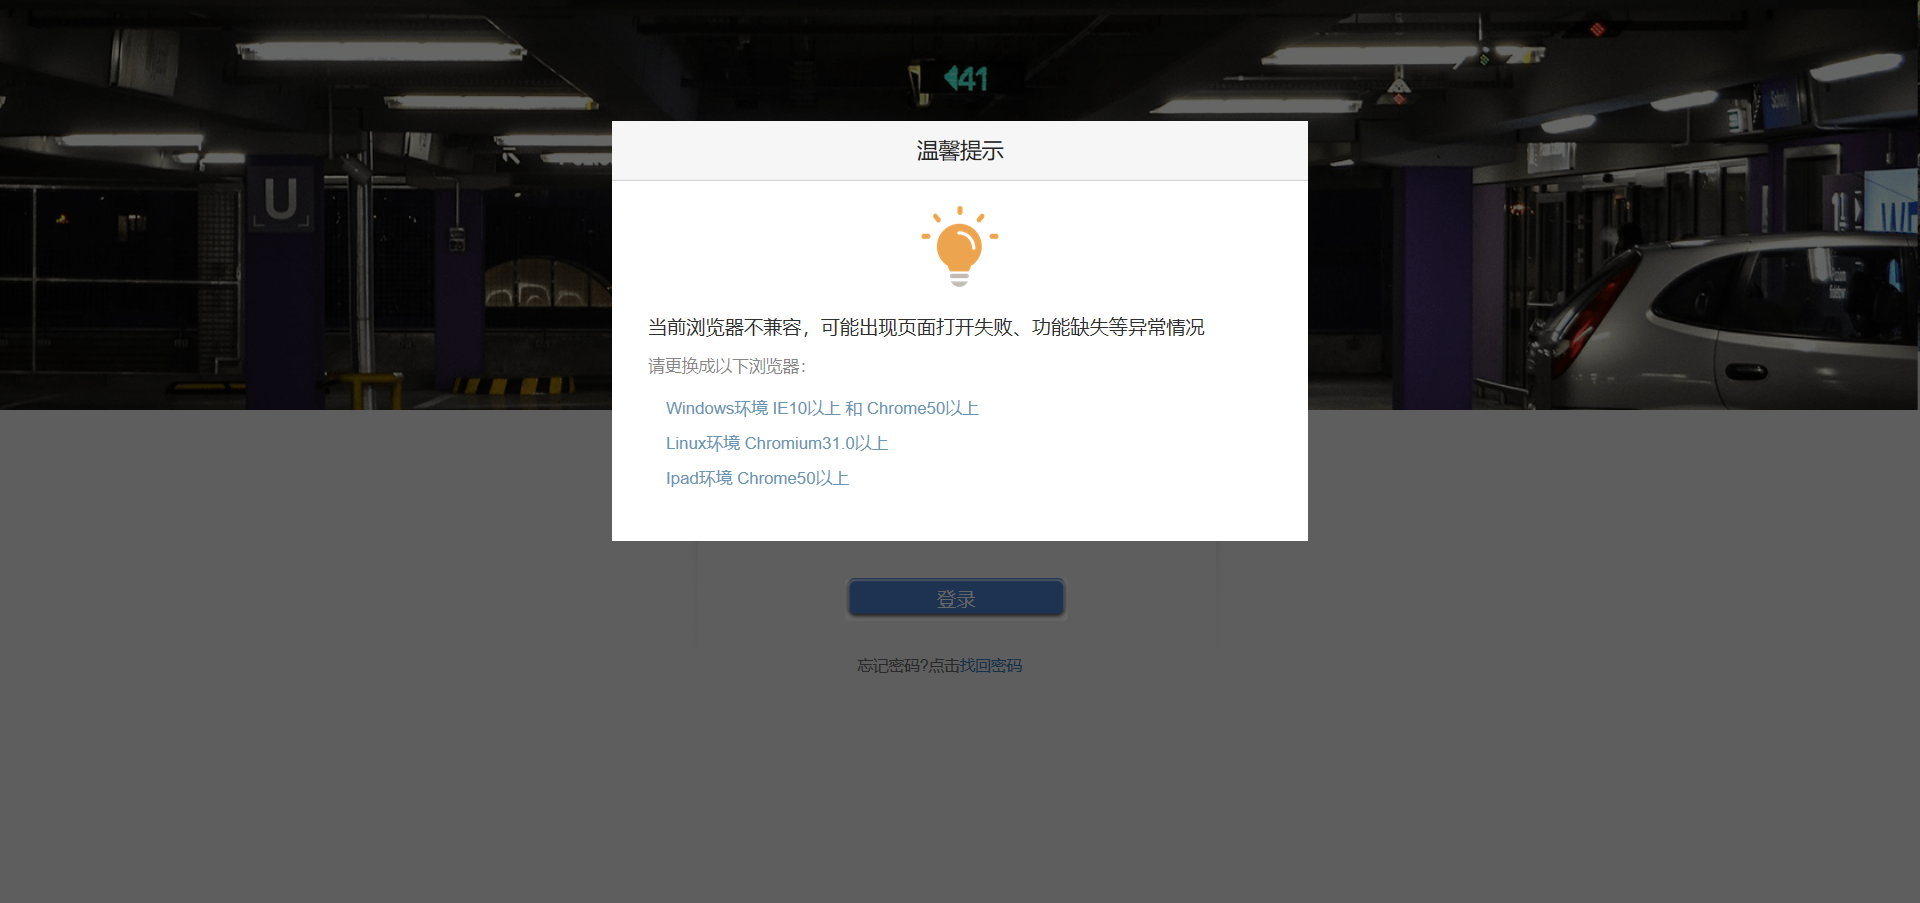 41
U
温馨提示
当前浏览器不兼容，可能出现页面打开失败、功能缺失等异常情况
请更换成以下浏览器：
Windows环境 IE10以上 和 Chrome50以上
Linux环境 Chromium31.0以上
Ipad环境 Chrome50以上
登录
忘记密码?点击找回密码